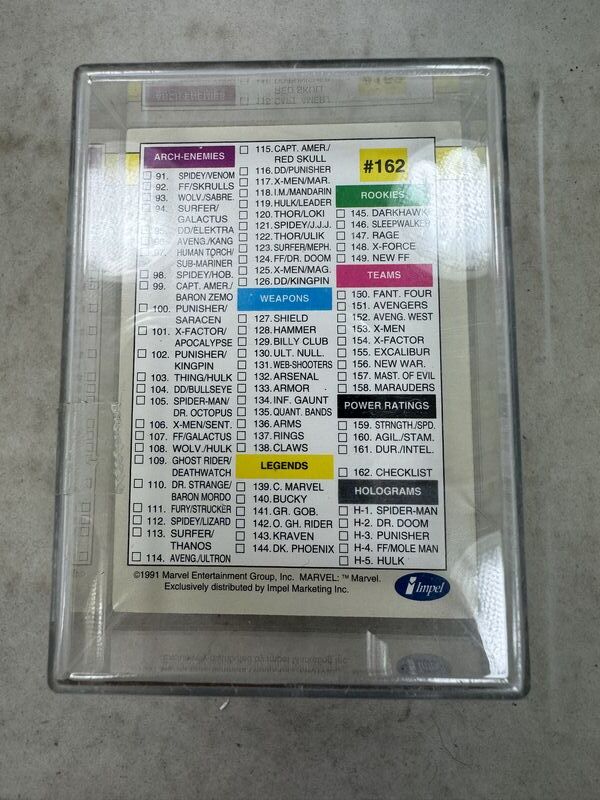 ARCH-ENEMIES
91. SPIDEY/VENOM
92. FF/SKRULLS
93. WOLV./SABRE.
94. SURFER/
GALACTUS
95. DD/ELEKTRA
96. AVENG./KANG
97. HUMAN TORCH/
SUB-MARINER
98. SPIDEY/HOB.
99. CAPT. AMER./
BARON ZEMO
100. PUNISHER/
SARACEN
101. X-FACTOR/
APOCALYPSE
102. PUNISHER/
KINGPIN
103. THING/HULK
104. DD/BULLSEYE
105. SPIDER-MAN/
DR. OCTOPUS
106. X-MEN/SENT.
107. FF/GALACTUS
108. WOLV./HULK
109. GHOST RIDER/
DEATHWATCH
110. DR. STRANGE/
BARON MORDO
111. FURY/STRUCKER
112. SPIDEY/LIZARD
113. SURFER/
THANOS
114. AVENG./ULTRON
115. CAPT. AMER./
RED SKULL
116. DD/PUNISHER
117. X-MEN/MAR.
118. I.M./MANDARIN
119. HULK/LEADER
120. THOR/LOKI
121. SPIDEY/J.J.J.
122. THOR/ULIK
123. SURFER/MEPH.
124. FF/DR. DOOM
125. X-MEN/MAG.
126. DD/KINGPIN
WEAPONS
127. SHIELD
128. HAMMER
129. BILLY CLUB
130. ULT. NULL.
131. WEB-SHOOTERS
132. ARSENAL
133. ARMOR
134. INF. GAUNT
135. QUANT. BANDS
136. ARMS
137. RINGS
138. CLAWS
LEGENDS
139. C. MARVEL
140. BUCKY
141. GR. GOB.
142. O. GH. RIDER
143. KRAVEN
144. DK. PHOENIX
#162
ROOKIES
145. DARKHAWK
146. SLEEPWALKER
147. RAGE
148. X-FORCE
149. NEW FF
TEAMS
150. FANT. FOUR
151. AVENGERS
152. AVENG. WEST
153. X-MEN
154. X-FACTOR
155. EXCALIBUR
156. NEW WAR.
157. MAST. OF EVIL
158. MARAUDERS
POWER RATINGS
159. STRNGTH./SPD.
160. AGIL./STAM.
161. DUR./INTEL.
162. CHECKLIST
HOLOGRAMS
H-1. SPIDER-MAN
H-2. DR. DOOM
H-3. PUNISHER
H-4. FF/MOLE MAN
H-5. HULK
©1991 Marvel Entertainment Group, Inc. MARVEL: ™ Marvel.
Exclusively distributed by Impel Marketing Inc.
Impel